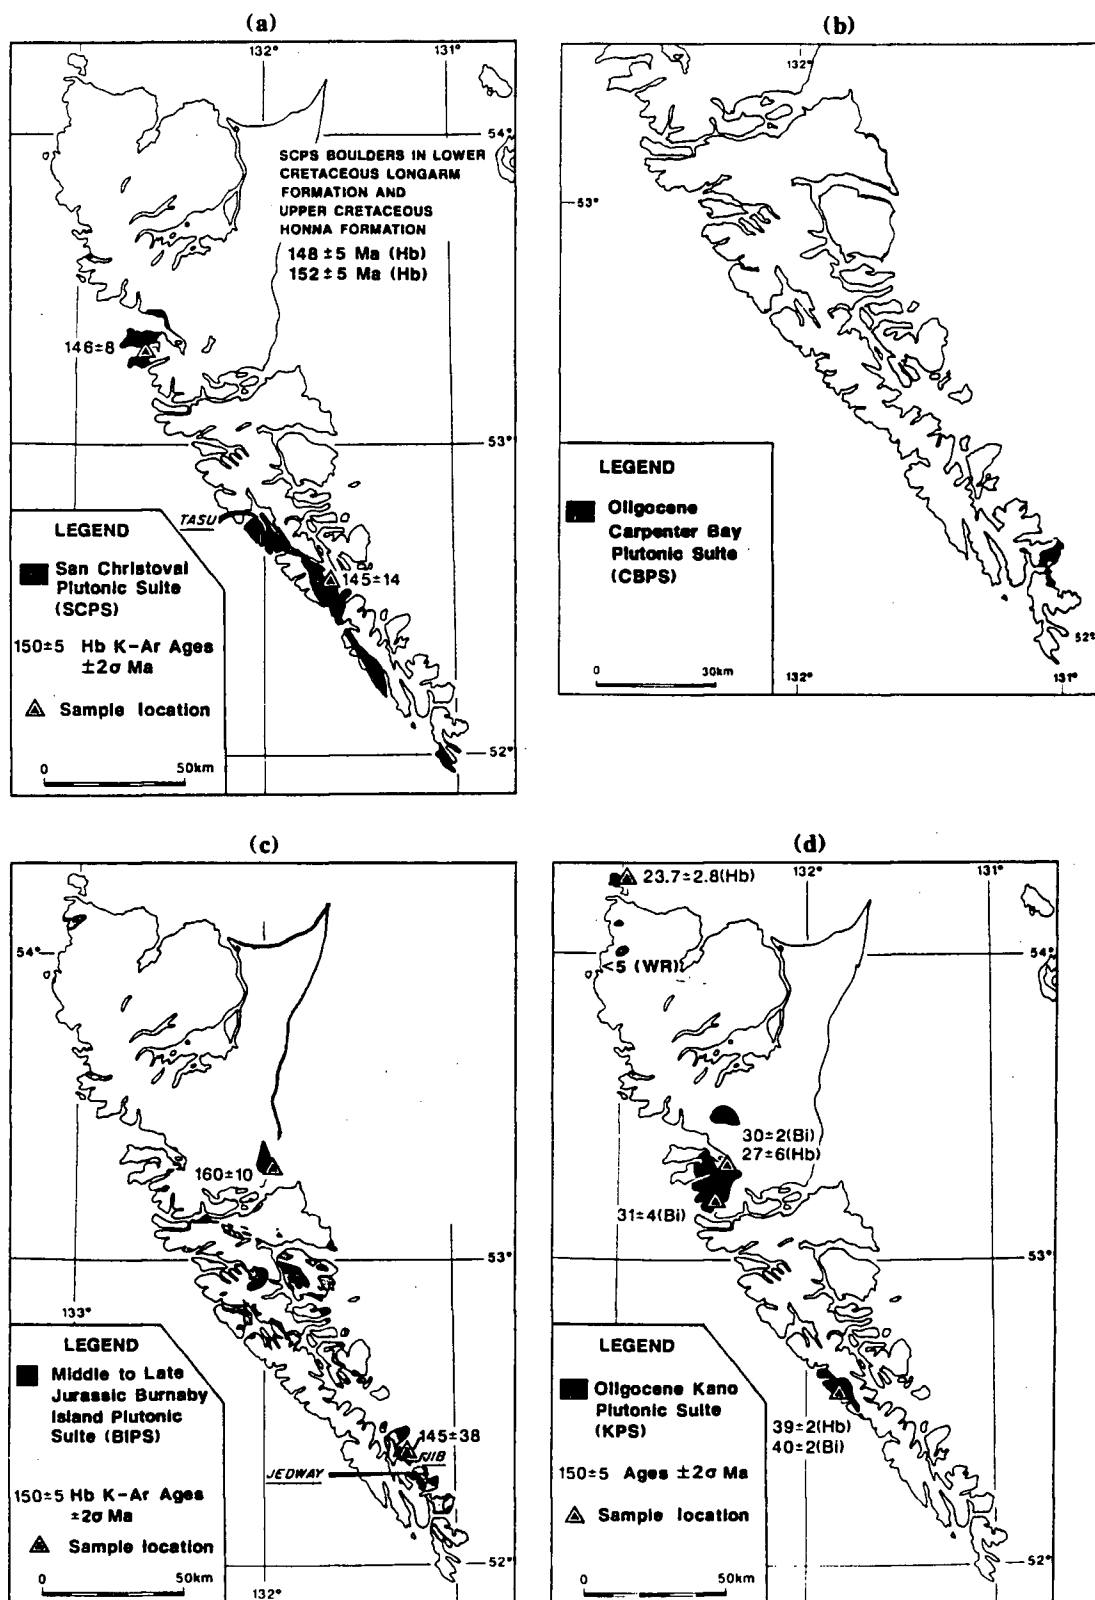 (a)
132° 131°
54°
SCPS BOULDERS IN LOWER
CRETACEOUS LONGARM
FORMATION AND
UPPER CRETACEOUS
HONNA FORMATION
148±5 Ma (Hb)
152±5 Ma (Hb)
146±8
53°
TASU
145±14
52°
LEGEND
San Christoval
Plutonic Suite
(SCPS)
150±5 Hb K-Ar Ages
±2σ Ma
Sample location
0 50km
(b)
132°
53°
52°
LEGEND
Oligocene
Carpenter Bay
Plutonic Suite
(CBPS)
0 30km
132° 131°
(c)
54°
160±10
53°
133°
145±38
JEDWAY
52°
LEGEND
Middle to Late
Jurassic Burnaby
Island Plutonic
Suite (BIPS)
150±5 Hb K-Ar Ages
±2σ Ma
Sample location
0 50km
132°
(d)
132° 131°
23.7±2.8(Hb)
54°
<5 (WR)
30±2(Bi)
27±6(Hb)
31±4(Bi)
53°
39±2(Hb)
40±2(Bi)
52°
LEGEND
Oligocene Kano
Plutonic Suite
(KPS)
150±5 Ages ±2σ Ma
Sample location
0 50km